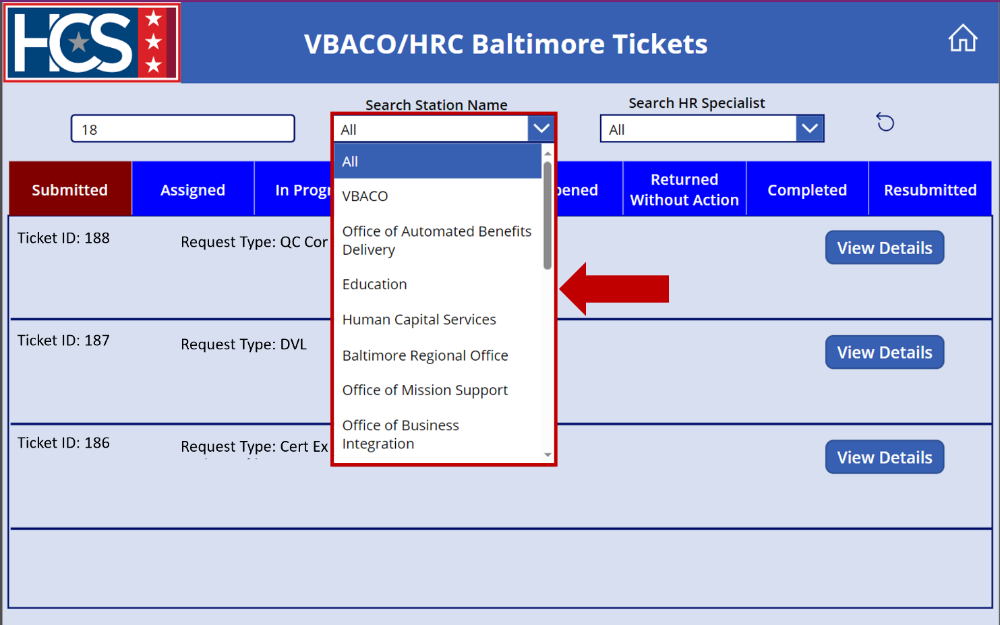 HCS
VBACO/HRC Baltimore Tickets
Search Station Name
Search HR Specialist
18
All
All
All
VBACO
Office of Automated Benefits
Delivery
Education
Human Capital Services
Baltimore Regional Office
Office of Mission Support
Office of Business
Integration
Submitted
Assigned
In Progr
pened
Returned
Without Action
Completed
Resubmitted
Ticket ID: 188
Request Type: QC Cor
View Details
Ticket ID: 187
Request Type: DVL
View Details
Ticket ID: 186
Request Type: Cert Ex
View Details